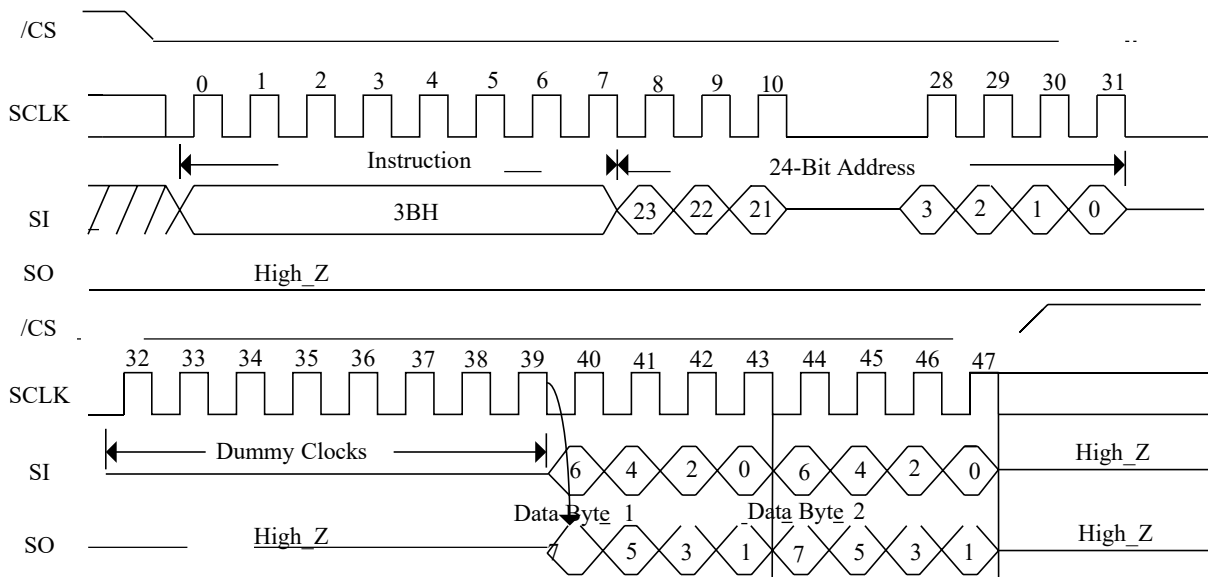 /CS
0 1 2 3 4 5 6 7 8 9 10 28 29 30 31
SCLK
Instruction 24-Bit Address
SI 3BH 23 22 21 3 2 1 0
SO High_Z
/CS
32 33 34 35 36 37 38 39 40 41 42 43 44 45 46 47
SCLK
Dummy Clocks
SI 6 4 2 0 6 4 2 0 High_Z
Data Byte 1 Data Byte 2
SO High_Z 7 5 3 1 7 5 3 1 High_Z